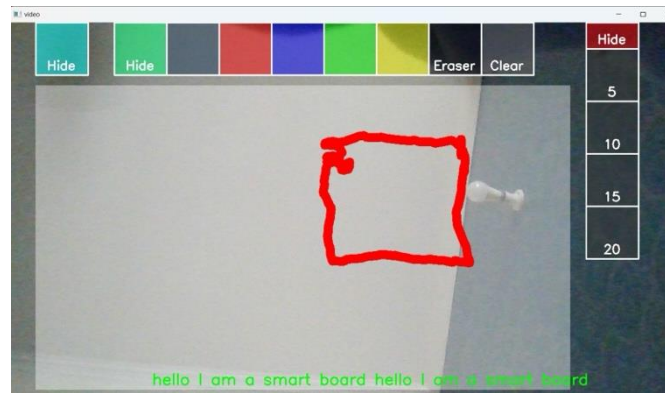 video
Hide
Hide
Eraser
Clear
Hide
5
10
15
20
hello I am a smart board hello I am a smart board